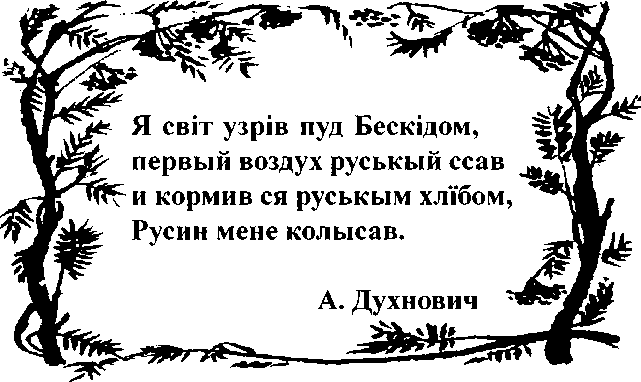 Я світ узрів пуд Бескідом,
первый воздух руськый ссав
и кормив ся руськым хлїбом,
Русин мене колысав.
А. Духнович